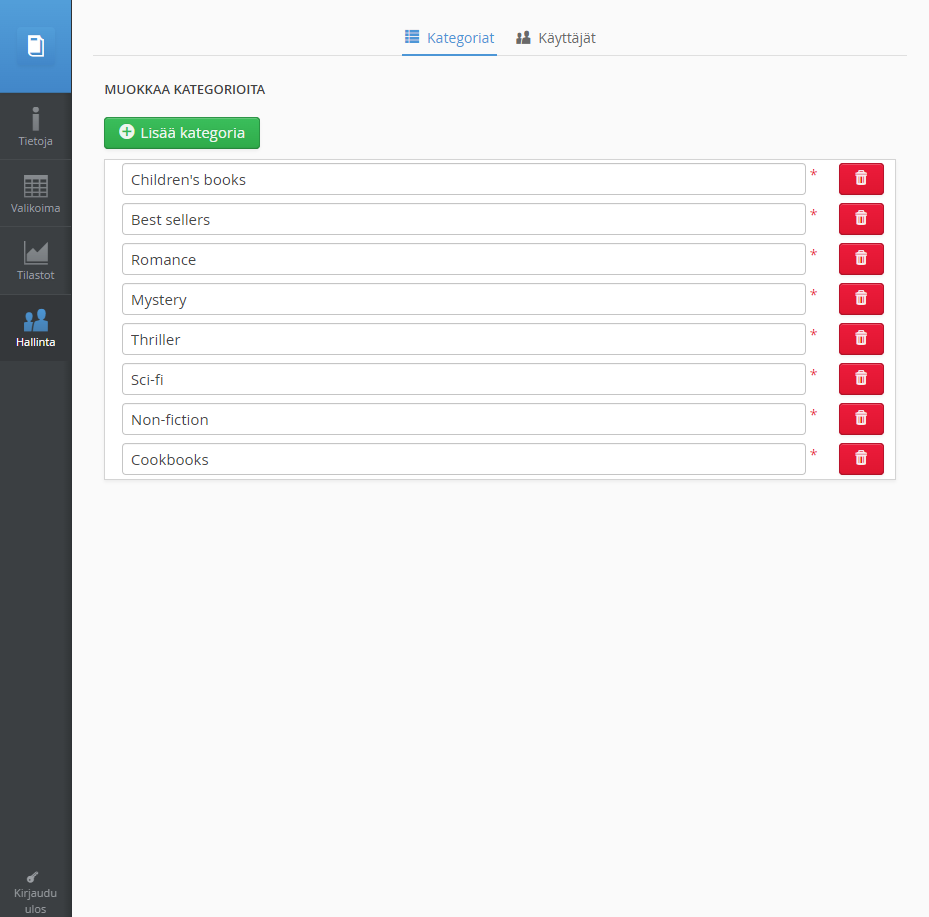 Kategoriat Käyttäjät
MUOKKAA KATEGORIOITA
Lisää kategoria
Children's books *
Best sellers *
Romance *
Mystery *
Thriller *
Sci-fi *
Non-fiction *
Cookbooks *
Tietoja
Valikoima
Tilastot
Hallinta
Kirjaudu
ulos